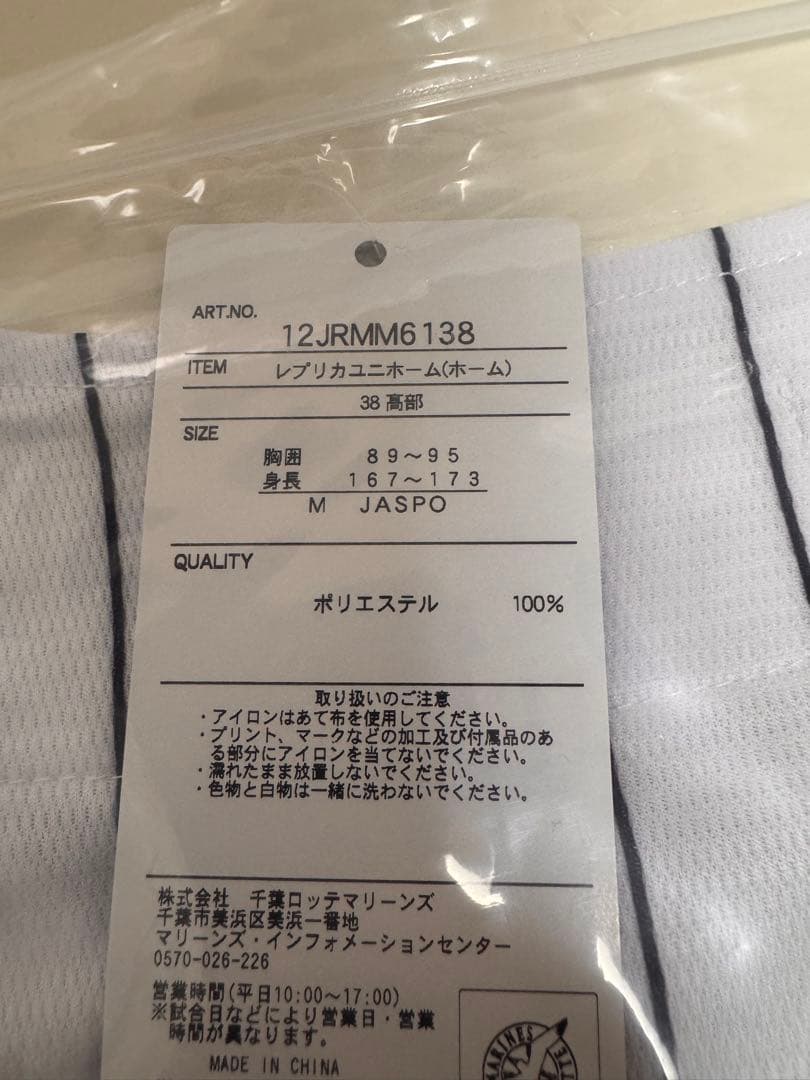 ART.NO.
12JRMM6138
ITEM レプリカユニホーム(ホーム)
38 髙部
SIZE
胸囲 89～95
身長 167～173
M JASPO
QUALITY
ポリエステル 100%
取り扱いのご注意
・アイロンはあて布を使用してください。
・プリント、マークなどの加工及び付属品のあ
る部分にアイロンを当てないでください。
・濡れたまま放置しないでください。
・色物と白物は一緒に洗わないでください。
株式会社 千葉ロッテマリーンズ
千葉市美浜区美浜一番地
マリーンズ・インフォメーションセンター
0570-026-226
営業時間(平日10:00～17:00)
※試合日などにより営業日・営業
時間が異なります。
MADE IN CHINA
MARINES